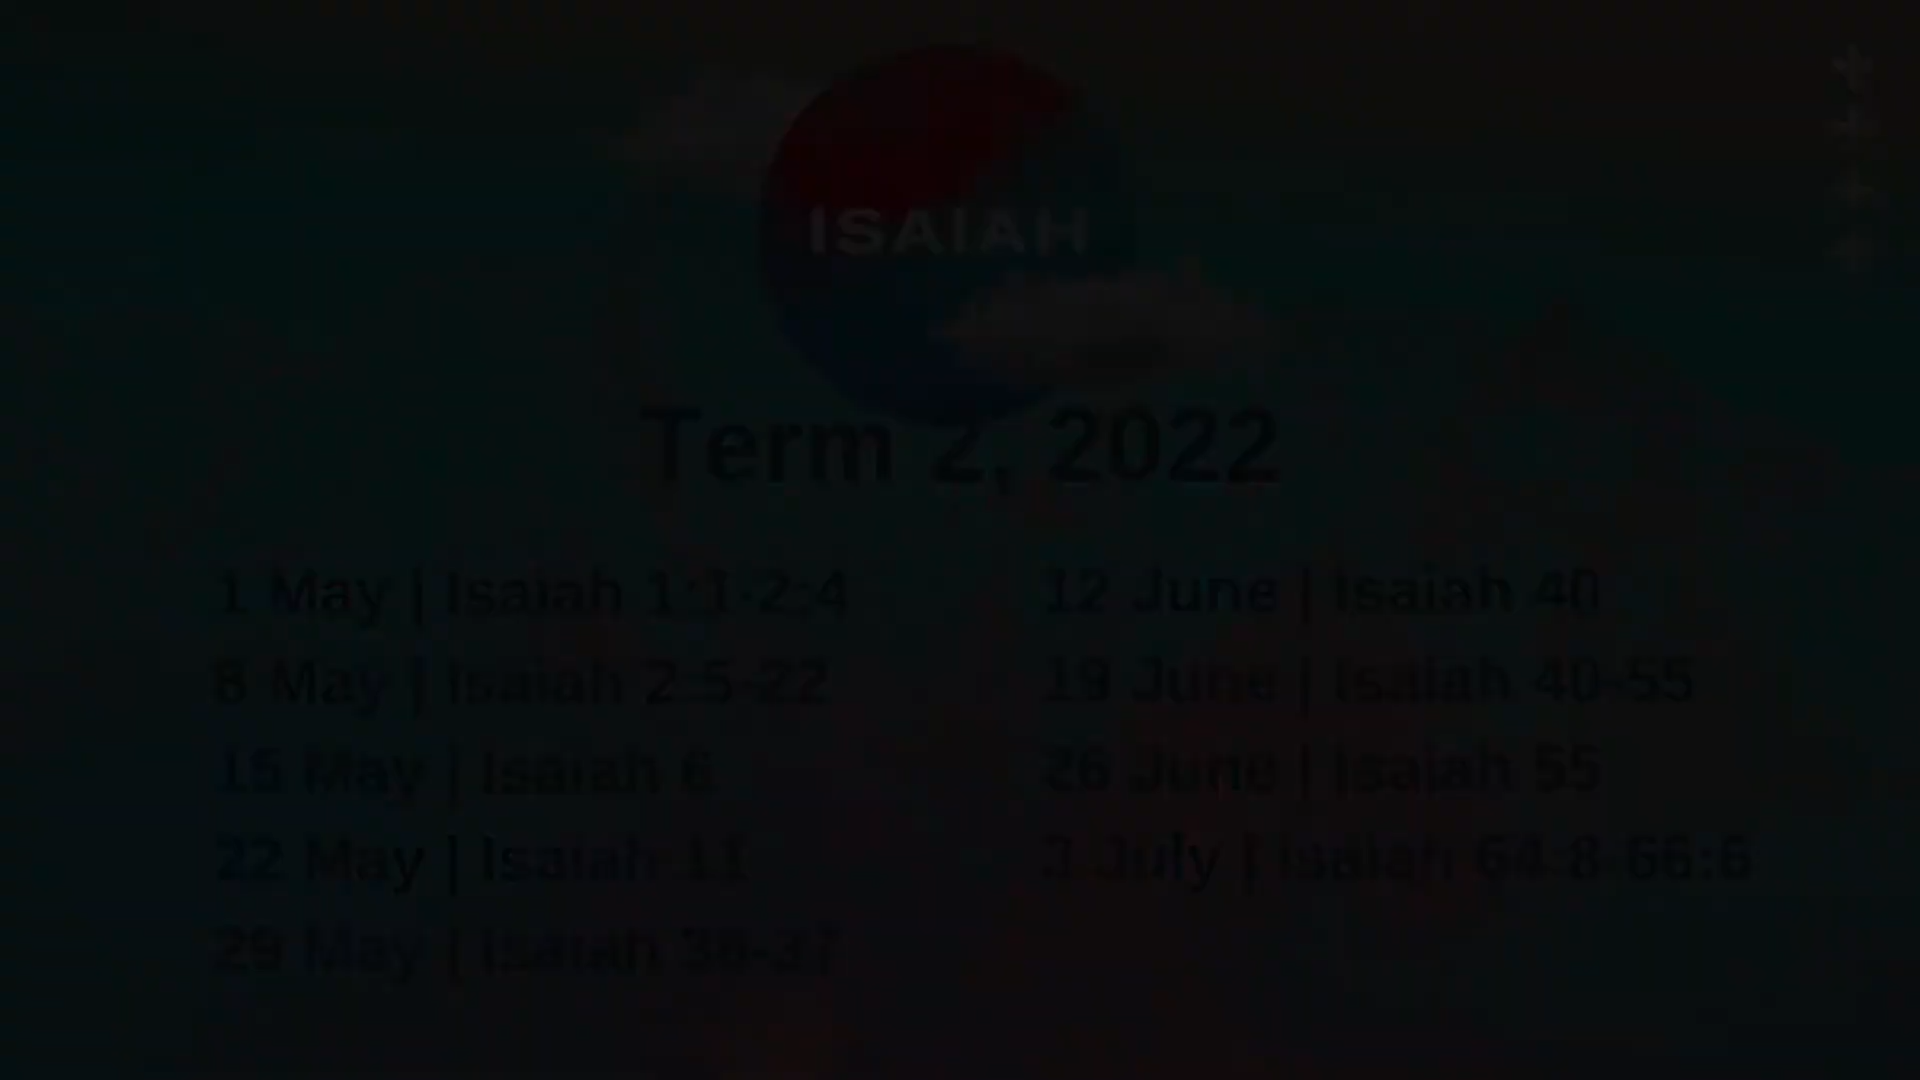 ISAIAH
Term 2, 2022
1 May | Isaiah 1:1-2:4
8 May | Isaiah 2:5-22
15 May | Isaiah 6
22 May | Isaiah 11
29 May | Isaiah 36-37
12 June | Isaiah 40
19 June | Isaiah 40-55
26 June | Isaiah 55
3 July | Isaiah 64:8-66:6